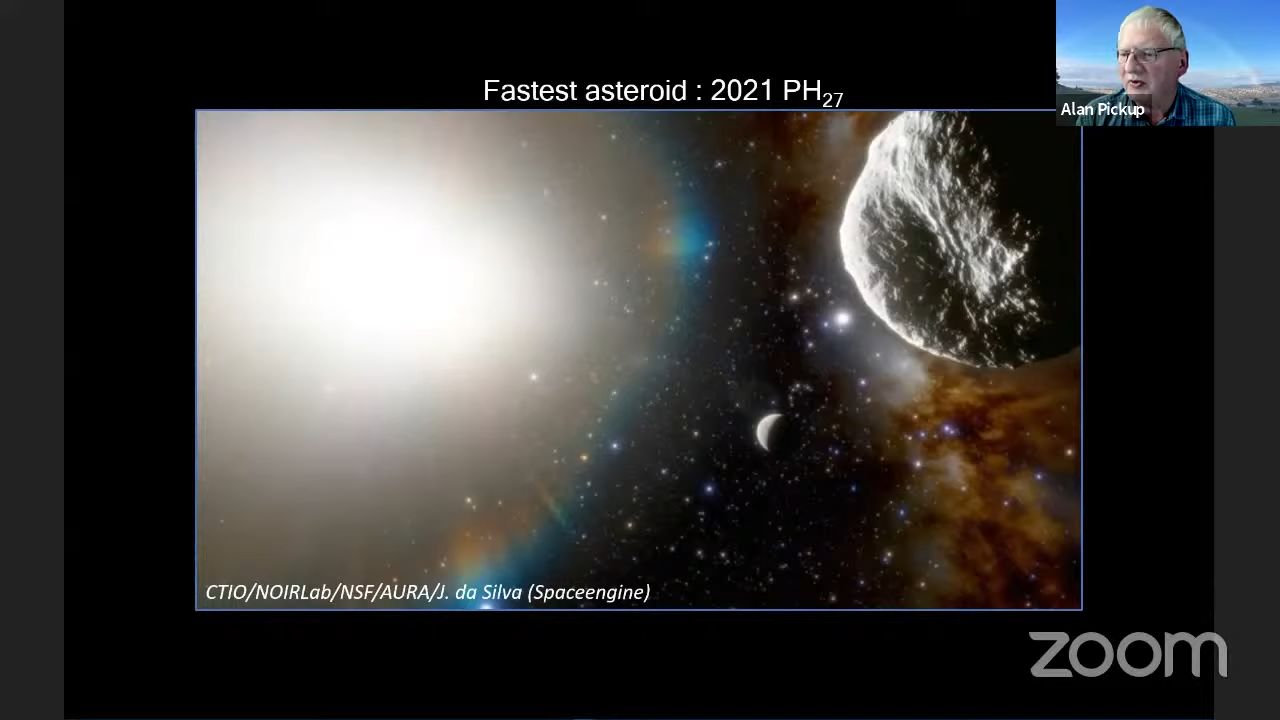 Fastest asteroid : 2021 PH27
Alan Pickup
CTIO/NOIRLab/NSF/AURA/J. da Silva (Spaceengine)
zoom